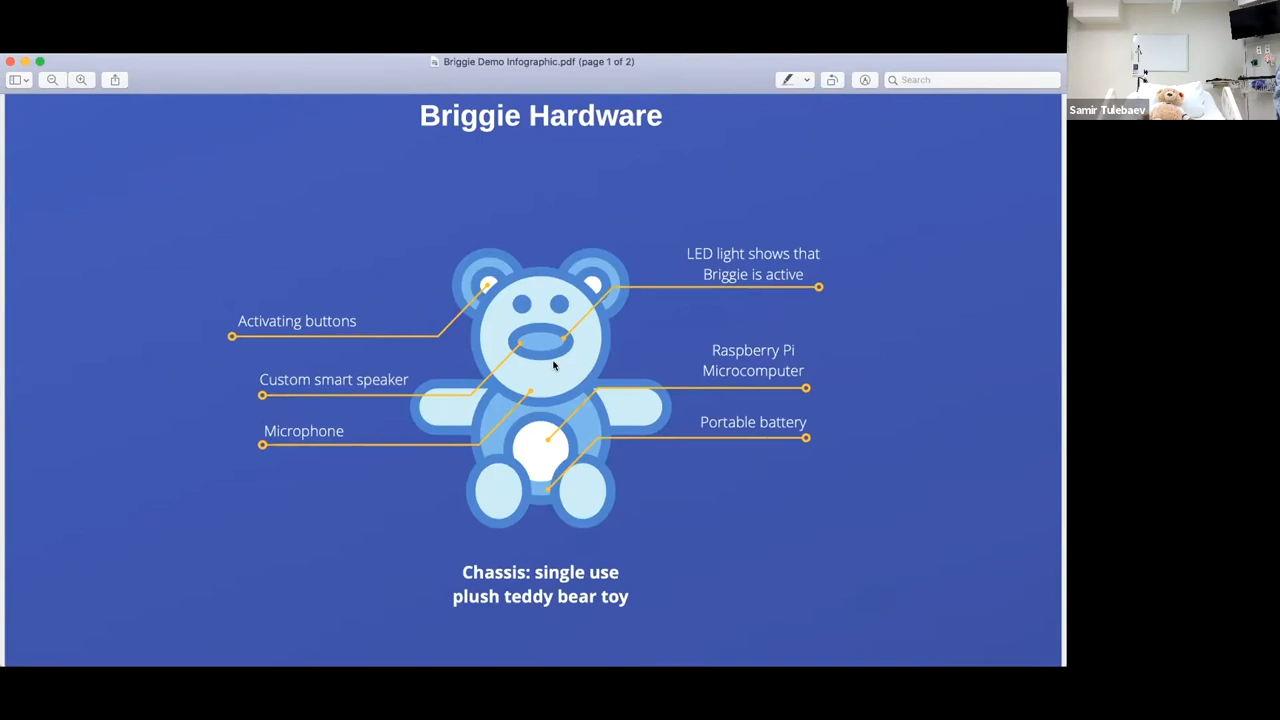 Briggie Demo Infographic.pdf (page 1 of 2)
Search
Samir Tulebaev
Briggie Hardware
LED light shows that
Briggie is active
Activating buttons
Raspberry Pi
Microcomputer
Custom smart speaker
Portable battery
Microphone
Chassis: single use
plush teddy bear toy